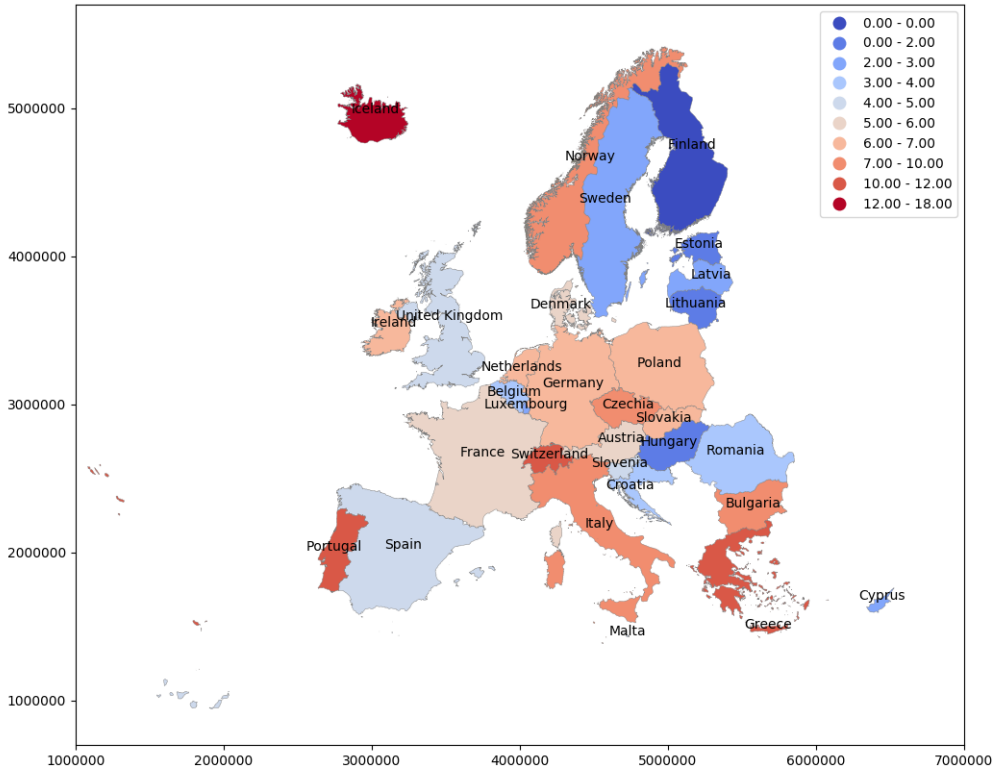 0.00 - 0.00
0.00 - 2.00
2.00 - 3.00
3.00 - 4.00
4.00 - 5.00
5.00 - 6.00
6.00 - 7.00
7.00 - 10.00
10.00 - 12.00
12.00 - 18.00
5000000
4000000
3000000
2000000
1000000
Iceland
Finland
Norway
Sweden
Estonia
Latvia
Lithuania
Denmark
United Kingdom
Ireland
Netherlands
Poland
Germany
Belgium
Luxembourg
Czechia
Slovakia
Austria
Hungary
France
Switzerland
Romania
Slovenia
Croatia
Bulgaria
Italy
Portugal
Spain
Cyprus
Greece
Malta
1000000 2000000 3000000 4000000 5000000 6000000 7000000